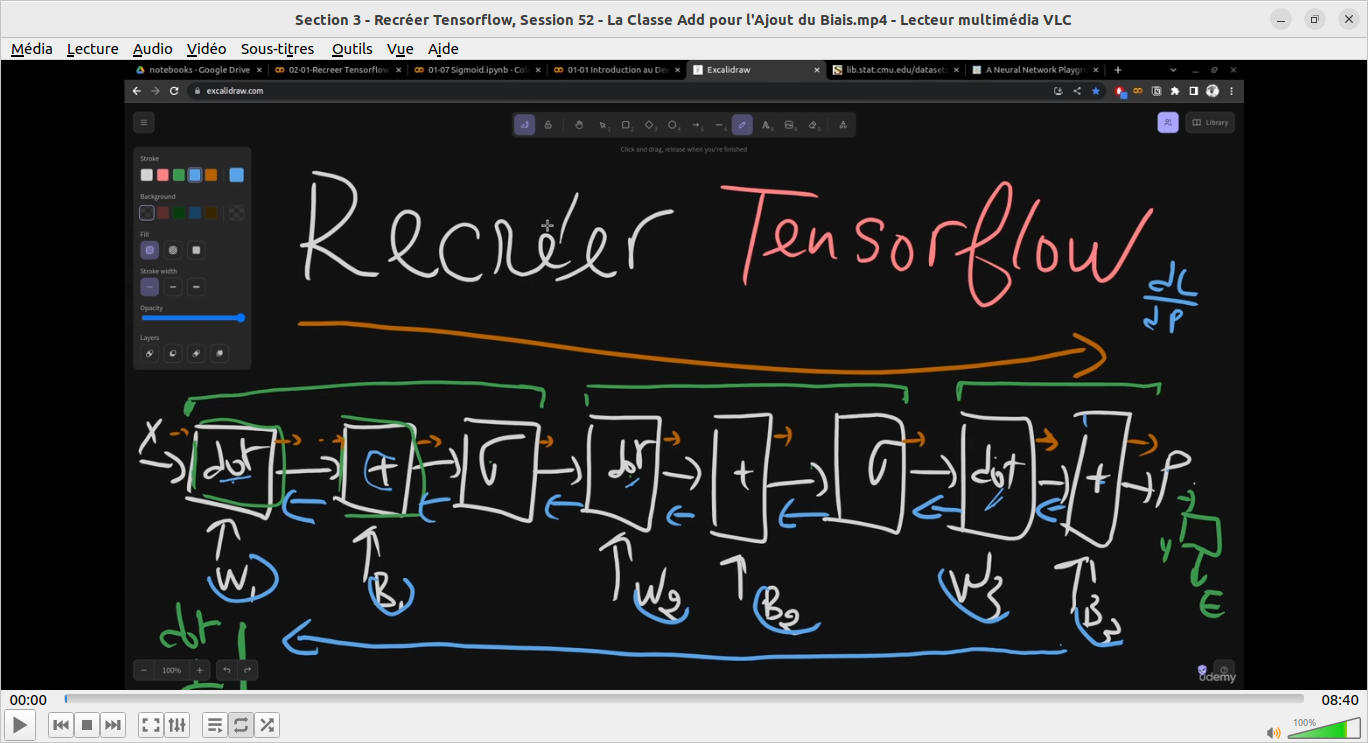 Section 3 - Recréer Tensorflow, Session 52 - La Classe Add pour l'Ajout du Biais.mp4 - Lecteur multimédia VLC
Média Lecture Audio Vidéo Sous-titres Outils Vue Aide
notebooks - Google Drive 02-01-Recreer Tensorflow 01-07 Sigmoid.ipynb - Col 01-01 Introduction au De Excalidraw lib.stat.cmu.edu/datasets A Neural Network Playgro
excalidraw.com
Library
Click and drag, release when you're finished
Stroke
Background
Fill
Stroke width
Opacity
Layers
Recréer Tensorflow
dL
dP
X dot + σ dot + σ dot + P
Y
E
W1 B1 W2 B2 W3 B3
dot
100%
udemy
00:00 08:40
100%